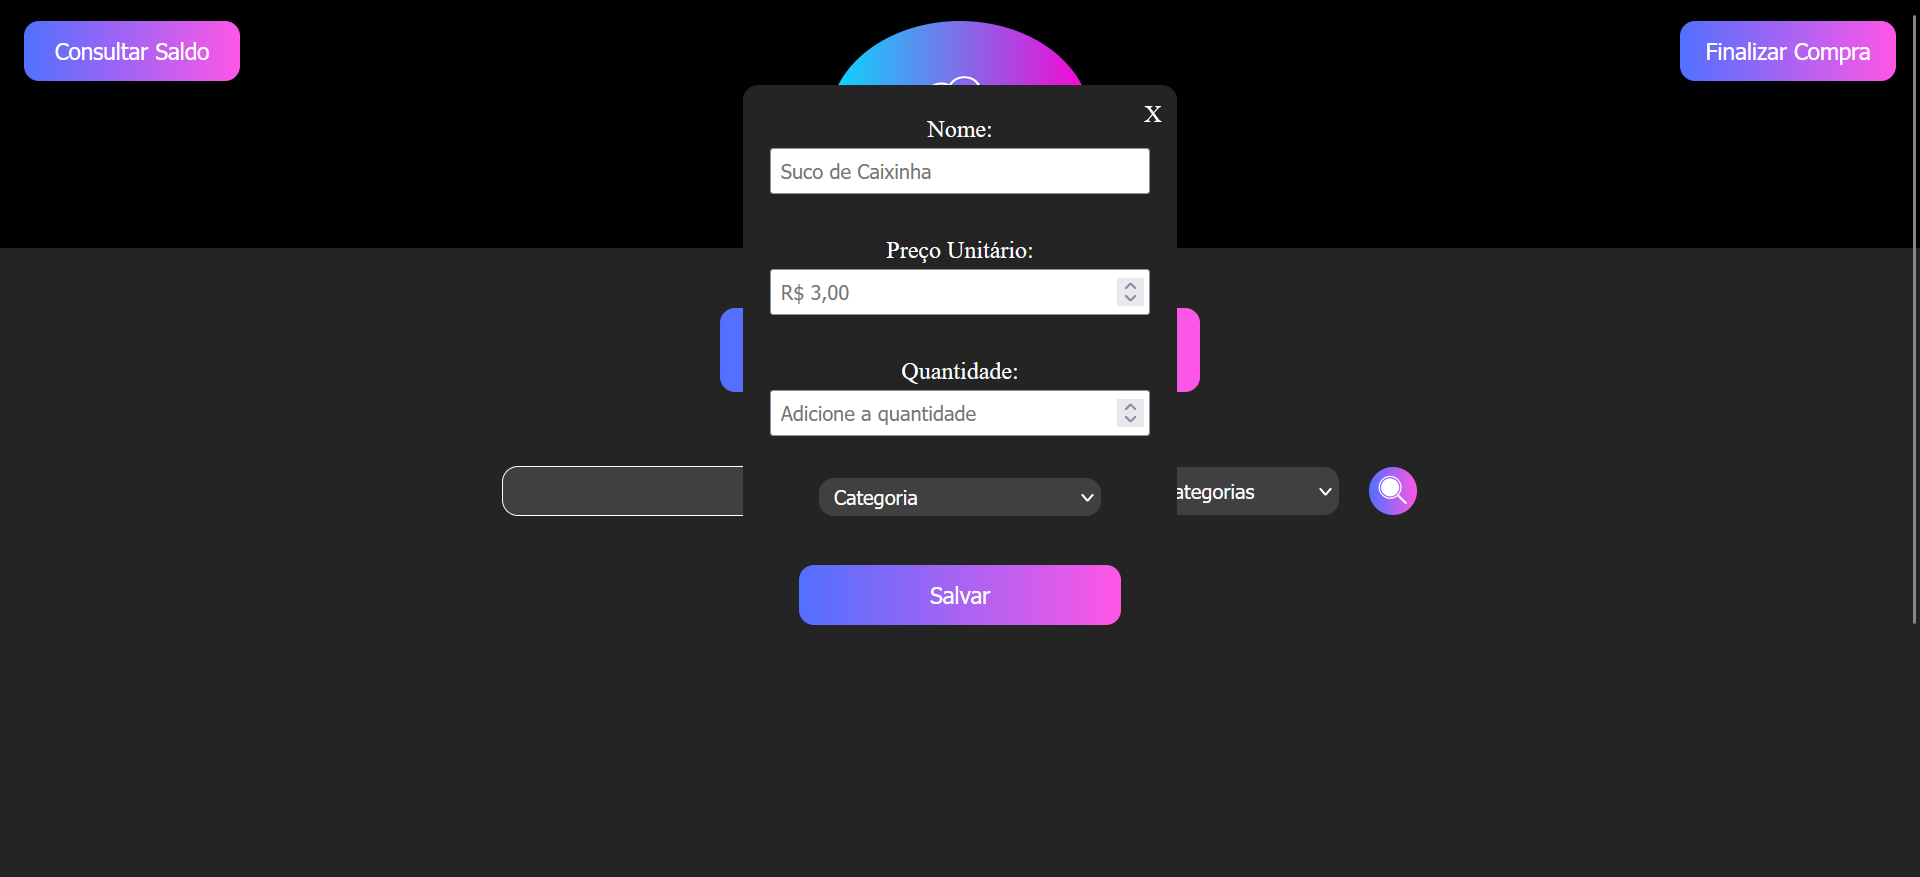 Consultar Saldo
Finalizar Compra
X
Nome:
Suco de Caixinha
Preço Unitário:
R$ 3,00
Quantidade:
Adicione a quantidade
Categoria
ategorias
Salvar